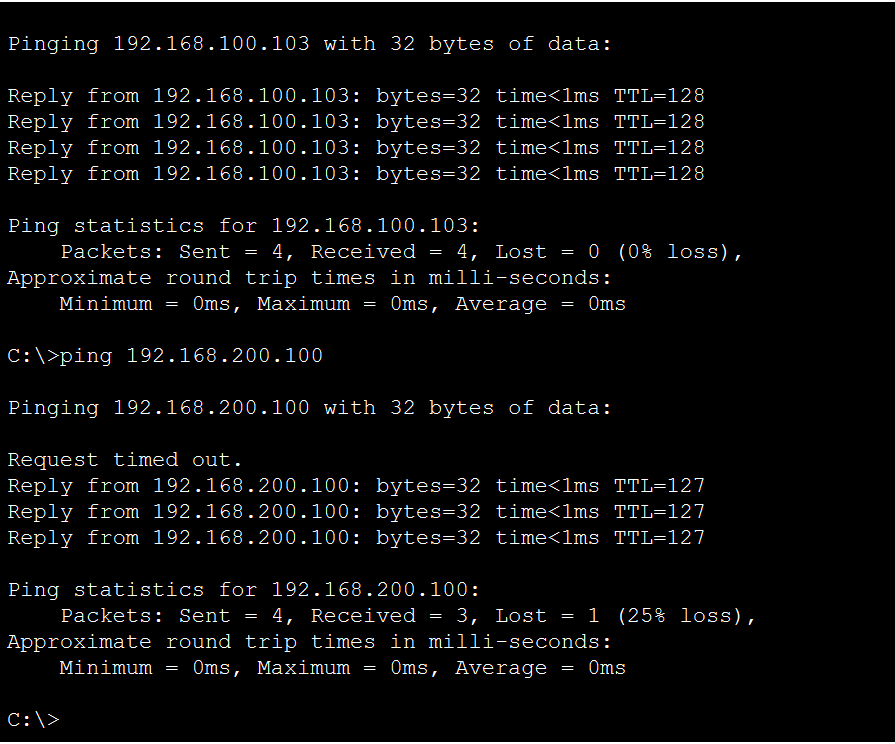 Pinging 192.168.100.103 with 32 bytes of data:
Reply from 192.168.100.103: bytes=32 time<1ms TTL=128
Reply from 192.168.100.103: bytes=32 time<1ms TTL=128
Reply from 192.168.100.103: bytes=32 time<1ms TTL=128
Reply from 192.168.100.103: bytes=32 time<1ms TTL=128
Ping statistics for 192.168.100.103:
    Packets: Sent = 4, Received = 4, Lost = 0 (0% loss),
Approximate round trip times in milli-seconds:
    Minimum = 0ms, Maximum = 0ms, Average = 0ms
C:\>ping 192.168.200.100
Pinging 192.168.200.100 with 32 bytes of data:
Request timed out.
Reply from 192.168.200.100: bytes=32 time<1ms TTL=127
Reply from 192.168.200.100: bytes=32 time<1ms TTL=127
Reply from 192.168.200.100: bytes=32 time<1ms TTL=127
Ping statistics for 192.168.200.100:
    Packets: Sent = 4, Received = 3, Lost = 1 (25% loss),
Approximate round trip times in milli-seconds:
    Minimum = 0ms, Maximum = 0ms, Average = 0ms
C:\>